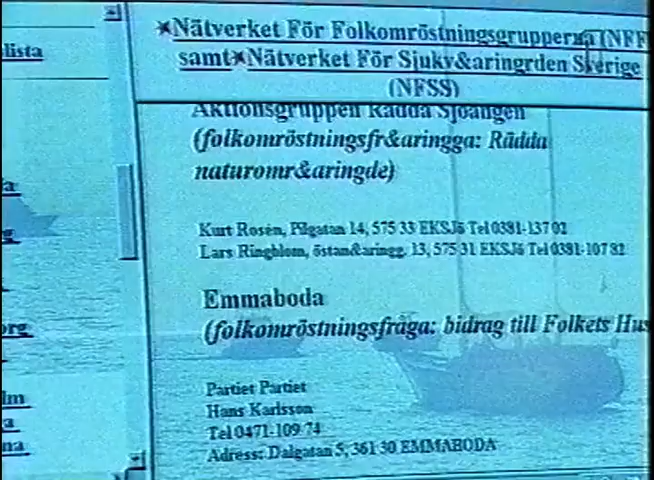 lista
*Nätverket För Folkomröstningsgrupperna (NFF
samt*Nätverket För Sjukv&aringrden Sverige
(NFSS)
Aktionsgruppen Rädda Sjöängen
(folkomröstningsfr&aringga: Rädda
naturomr&aringde)
Kurt Rosén, Pilgatan 14, 575 33 EKSJö Tel 0381-137 02
Lars Ringblom, östan&aringg. 13, 575 31 EKSJö Tel 0381-107 82
Emmaboda
(folkomröstningsfråga: bidrag till Folkets Hus
Partiet Partiet
Hans Karlsson
Tel 0471-109 74
Adress: Dalgatan 5, 361 30 EMMABODA
org
lm
a
na